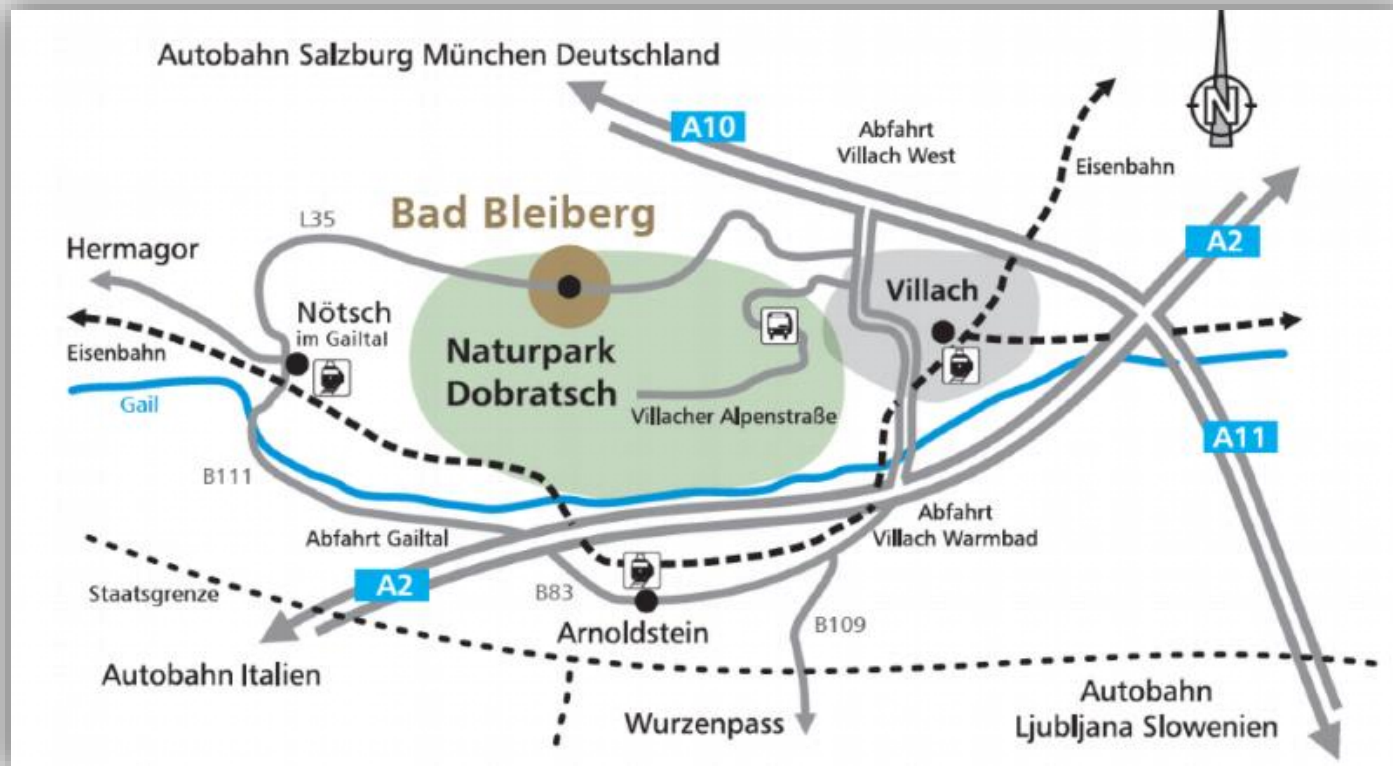 Autobahn Salzburg München Deutschland
A10
Abfahrt
Villach West
Eisenbahn
N
A2
L35
Bad Bleiberg
Hermagor
Nötsch
im Gailtal
Eisenbahn
Gail
Naturpark
Dobratsch
Villacher Alpenstraße
Villach
A11
B111
Abfahrt Gailtal
Abfahrt
Villach Warmbad
A2
B83
Staatsgrenze
Arnoldstein
B109
Autobahn Italien
Wurzenpass
Autobahn
Ljubljana Slowenien